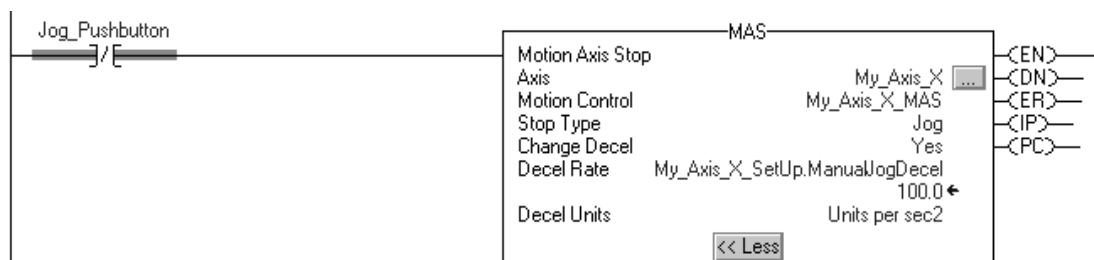 Jog_Pushbutton
MAS
Motion Axis Stop
Axis My_Axis_X ...
Motion Control My_Axis_X_MAS
Stop Type Jog
Change Decel Yes
Decel Rate My_Axis_X_SetUp.ManualJogDecel
100.0
Decel Units Units per sec2
<< Less
EN
DN
ER
IP
PC